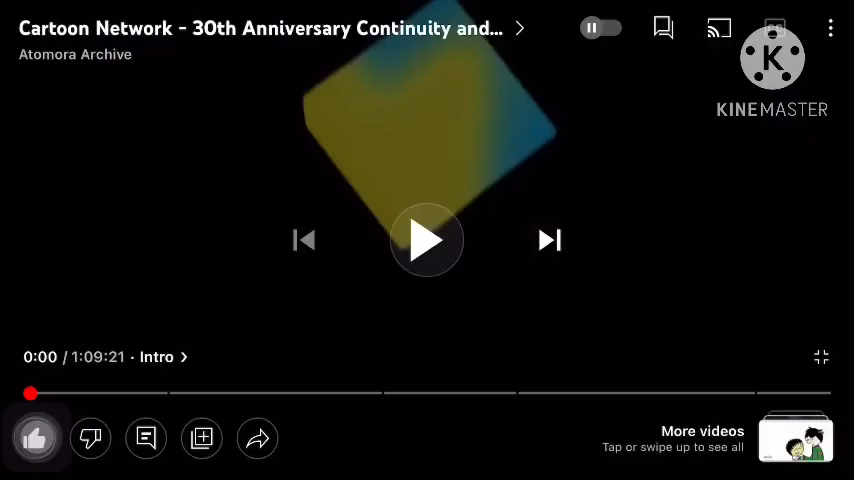 Cartoon Network - 30th Anniversary Continuity and...
Atomora Archive
K
KINEMASTER
0:00 / 1:09:21 · Intro
More videos
Tap or swipe up to see all